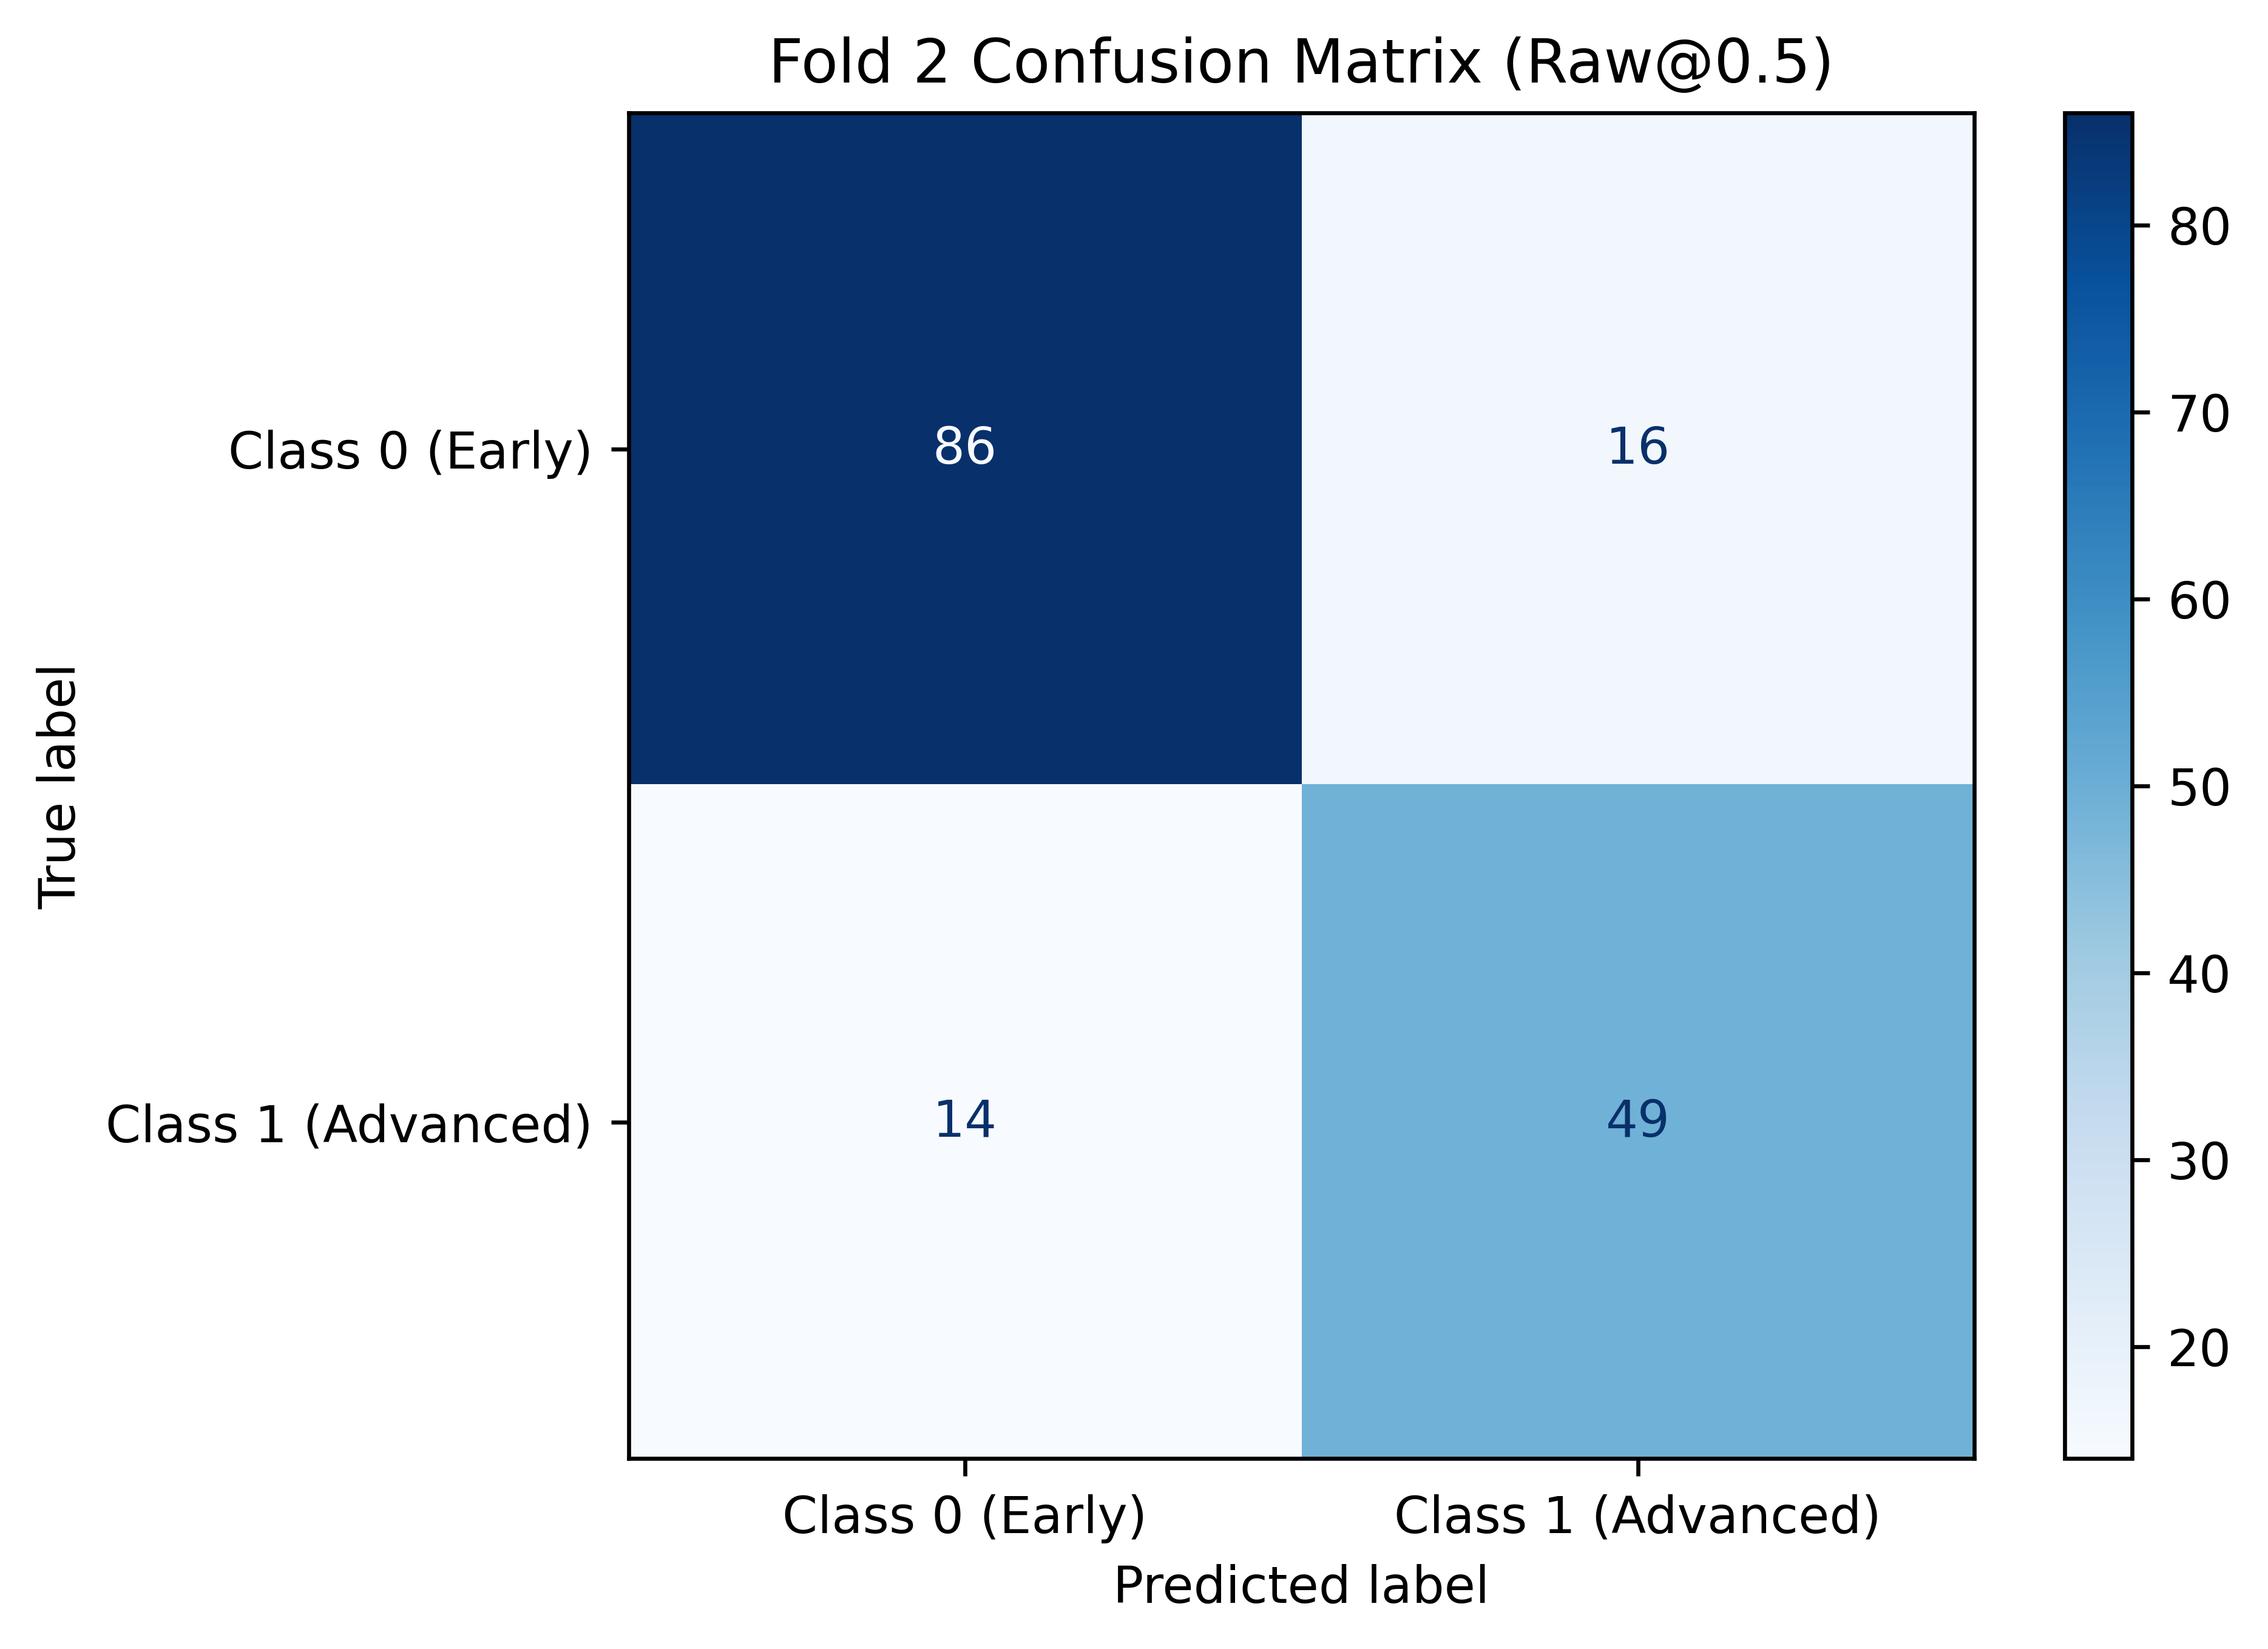 Fold 2 Confusion Matrix (Raw@0.5)
True label
Class 0 (Early)
86
16
Class 1 (Advanced)
14
49
Class 0 (Early)
Class 1 (Advanced)
Predicted label
80
70
60
50
40
30
20